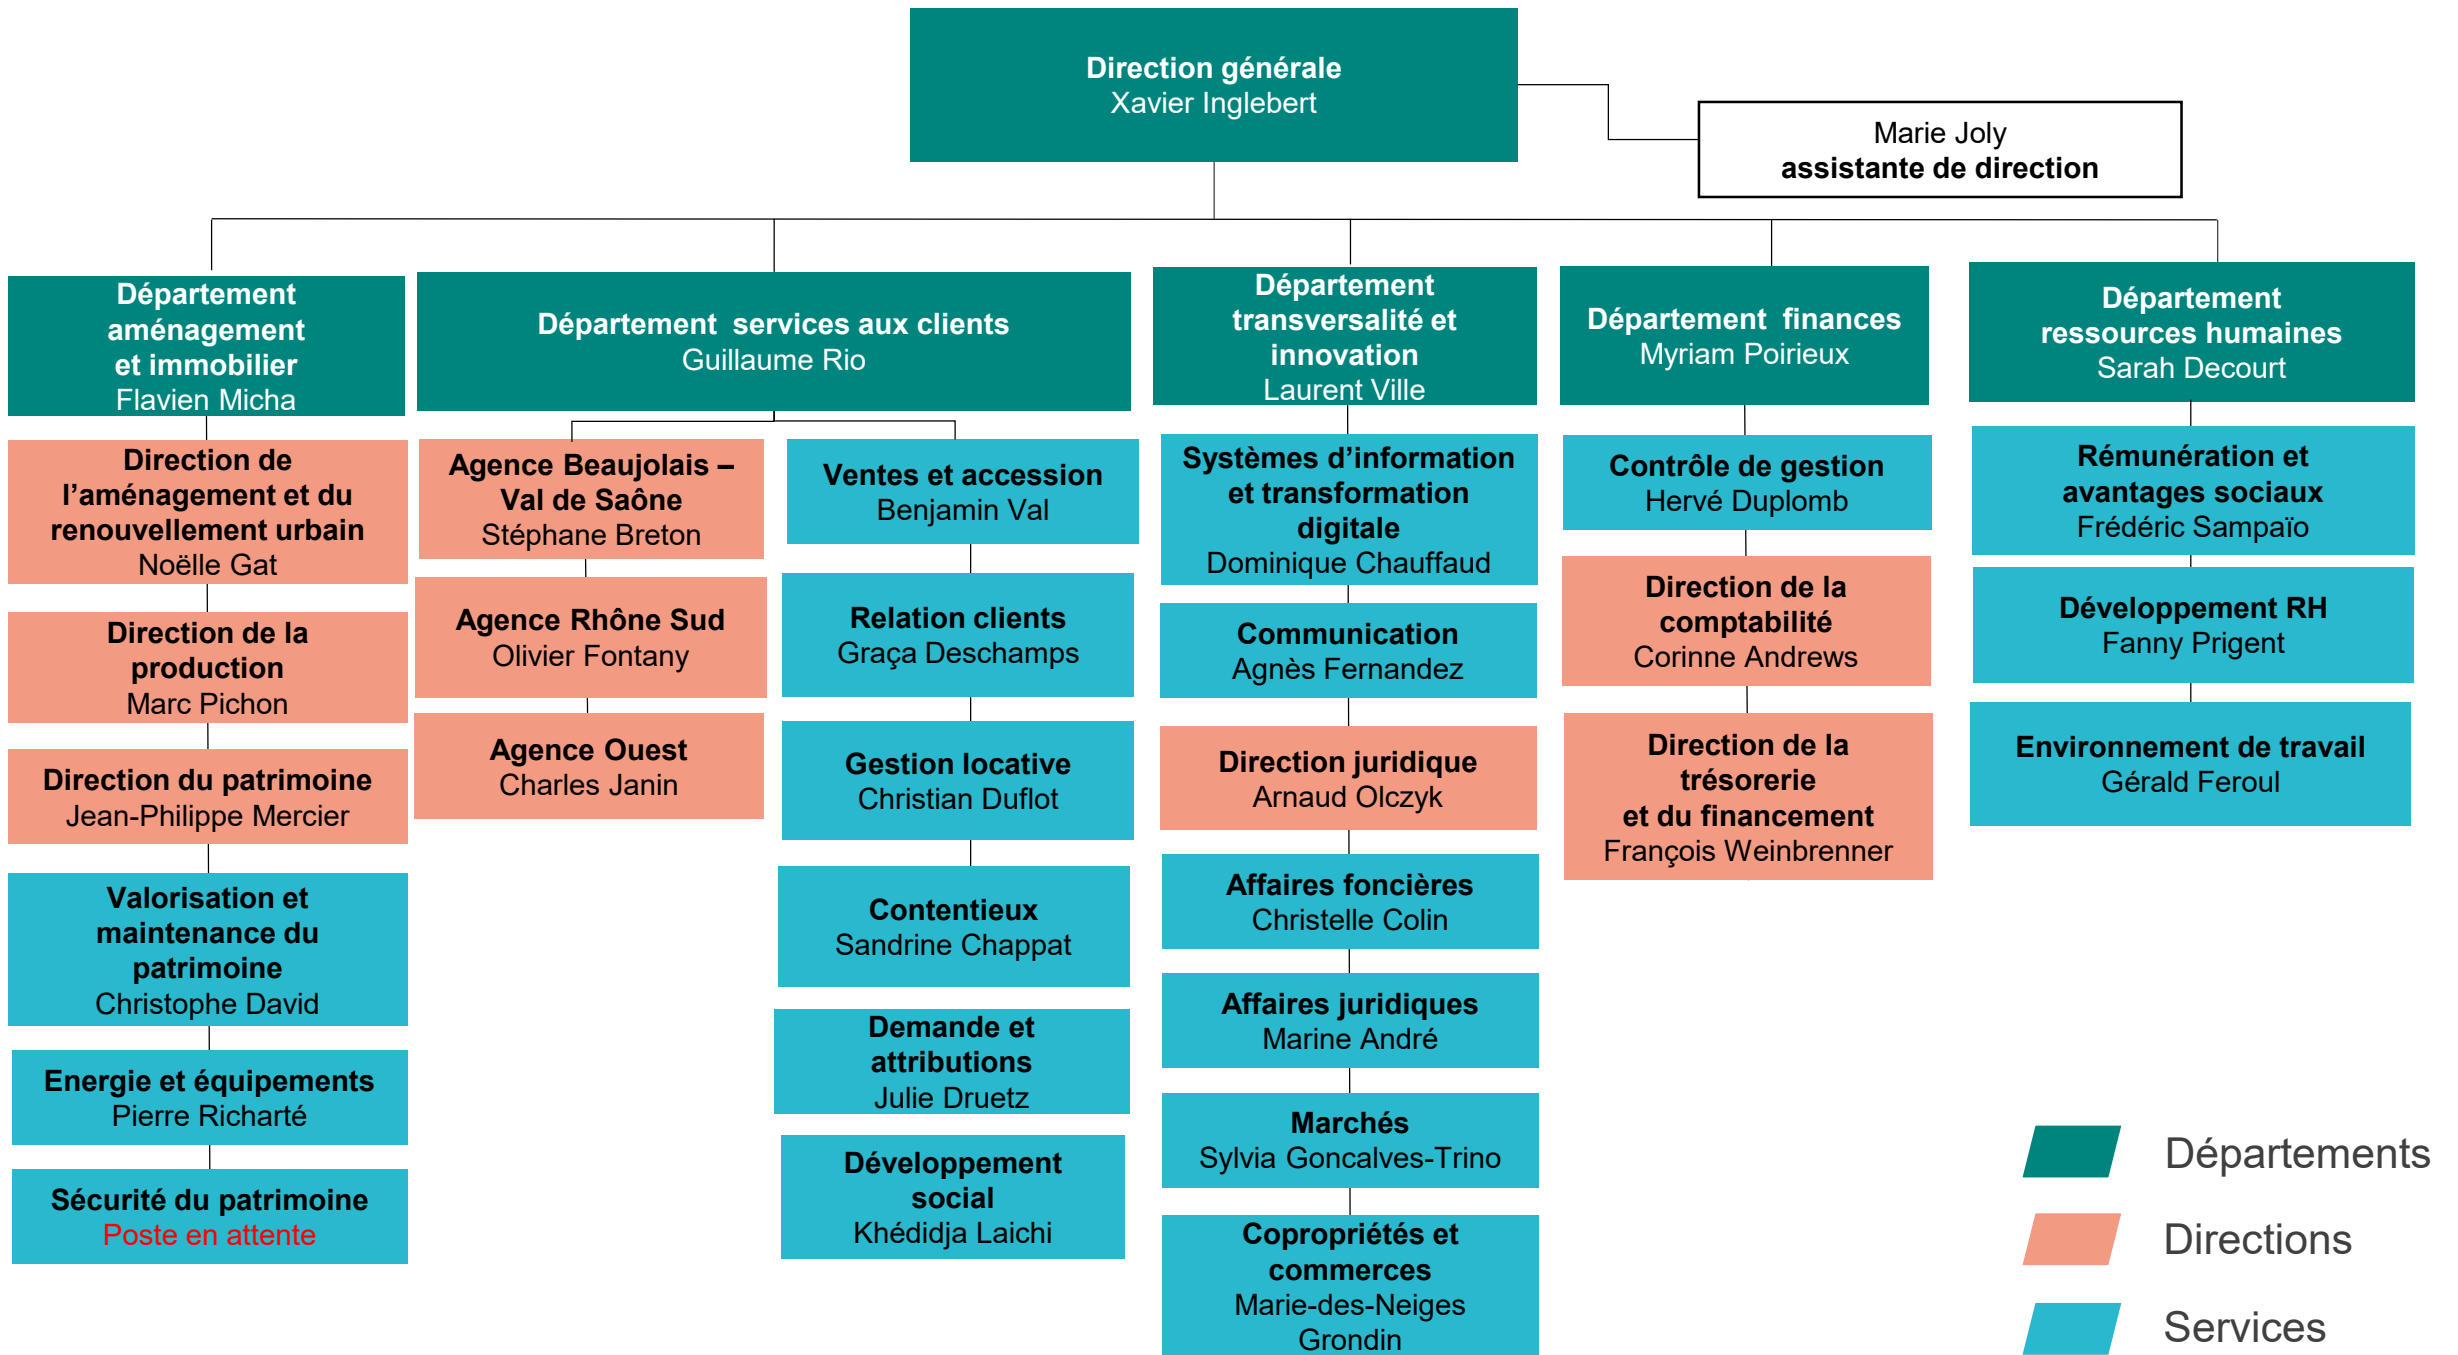 Direction générale
Xavier Inglebert
Marie Joly
assistante de direction
Département
aménagement
et immobilier
Flavien Micha
Département services aux clients
Guillaume Rio
Département
transversalité et
innovation
Laurent Ville
Département finances
Myriam Poirieux
Département
ressources humaines
Sarah Decourt
Direction de
l’aménagement et du
renouvellement urbain
Noëlle Gat
Direction de la
production
Marc Pichon
Direction du patrimoine
Jean-Philippe Mercier
Valorisation et
maintenance du
patrimoine
Christophe David
Energie et équipements
Pierre Richarté
Sécurité du patrimoine
Poste en attente
Agence Beaujolais –
Val de Saône
Stéphane Breton
Agence Rhône Sud
Olivier Fontany
Agence Ouest
Charles Janin
Ventes et accession
Benjamin Val
Relation clients
Graça Deschamps
Gestion locative
Christian Duflot
Contentieux
Sandrine Chappat
Demande et
attributions
Julie Druetz
Développement
social
Khédidja Laichi
Systèmes d’information
et transformation
digitale
Dominique Chauffaud
Communication
Agnès Fernandez
Direction juridique
Arnaud Olczyk
Affaires foncières
Christelle Colin
Affaires juridiques
Marine André
Marchés
Sylvia Goncalves-Trino
Copropriétés et
commerces
Marie-des-Neiges
Grondin
Contrôle de gestion
Hervé Duplomb
Direction de la
comptabilité
Corinne Andrews
Direction de la
trésorerie
et du financement
François Weinbrenner
Rémunération et
avantages sociaux
Frédéric Sampaïo
Développement RH
Fanny Prigent
Environnement de travail
Gérald Feroul
Départements
Directions
Services